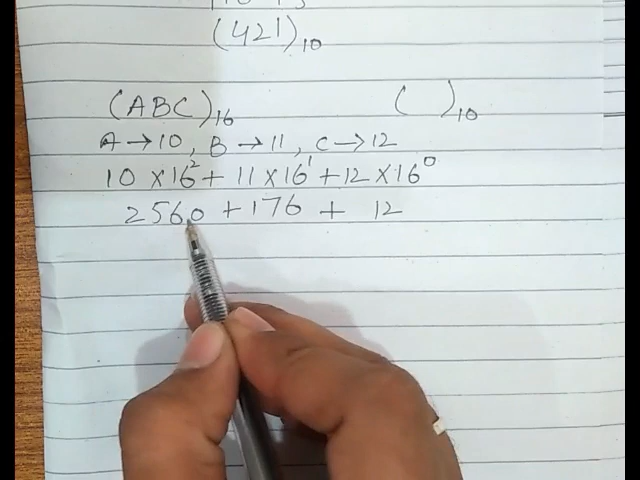 (421)₁₀
(ABC)₁₆ ( )₁₀
A → 10, B → 11, C → 12
10 × 16² + 11 × 16¹ + 12 × 16⁰
2560 + 176 + 12